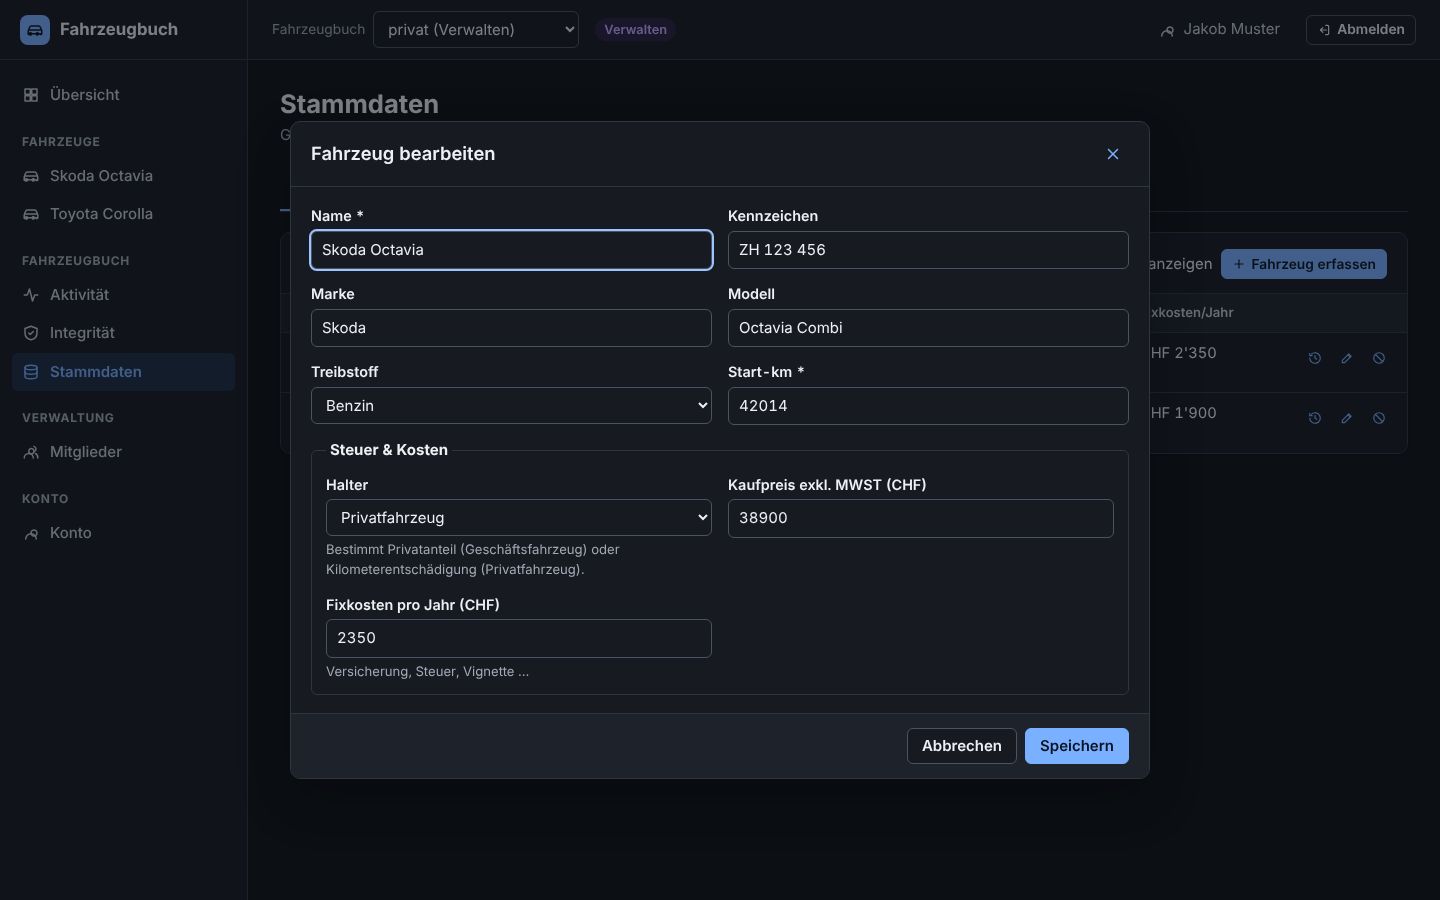 Fahrzeugbuch
Fahrzeugbuch
privat (Verwalten)
Verwalten
Jakob Muster
Abmelden
Übersicht
FAHRZEUGE
Skoda Octavia
Toyota Corolla
FAHRZEUGBUCH
Aktivität
Integrität
Stammdaten
VERWALTUNG
Mitglieder
KONTO
Konto
Stammdaten
G
anzeigen
Fahrzeug erfassen
xkosten/Jahr
HF 2'350
HF 1'900
Fahrzeug bearbeiten
Name *
Skoda Octavia
Kennzeichen
ZH 123 456
Marke
Skoda
Modell
Octavia Combi
Treibstoff
Benzin
Start-km *
42014
Steuer & Kosten
Halter
Privatfahrzeug
Bestimmt Privatanteil (Geschäftsfahrzeug) oder
Kilometerentschädigung (Privatfahrzeug).
Kaufpreis exkl. MWST (CHF)
38900
Fixkosten pro Jahr (CHF)
2350
Versicherung, Steuer, Vignette ...
Abbrechen
Speichern